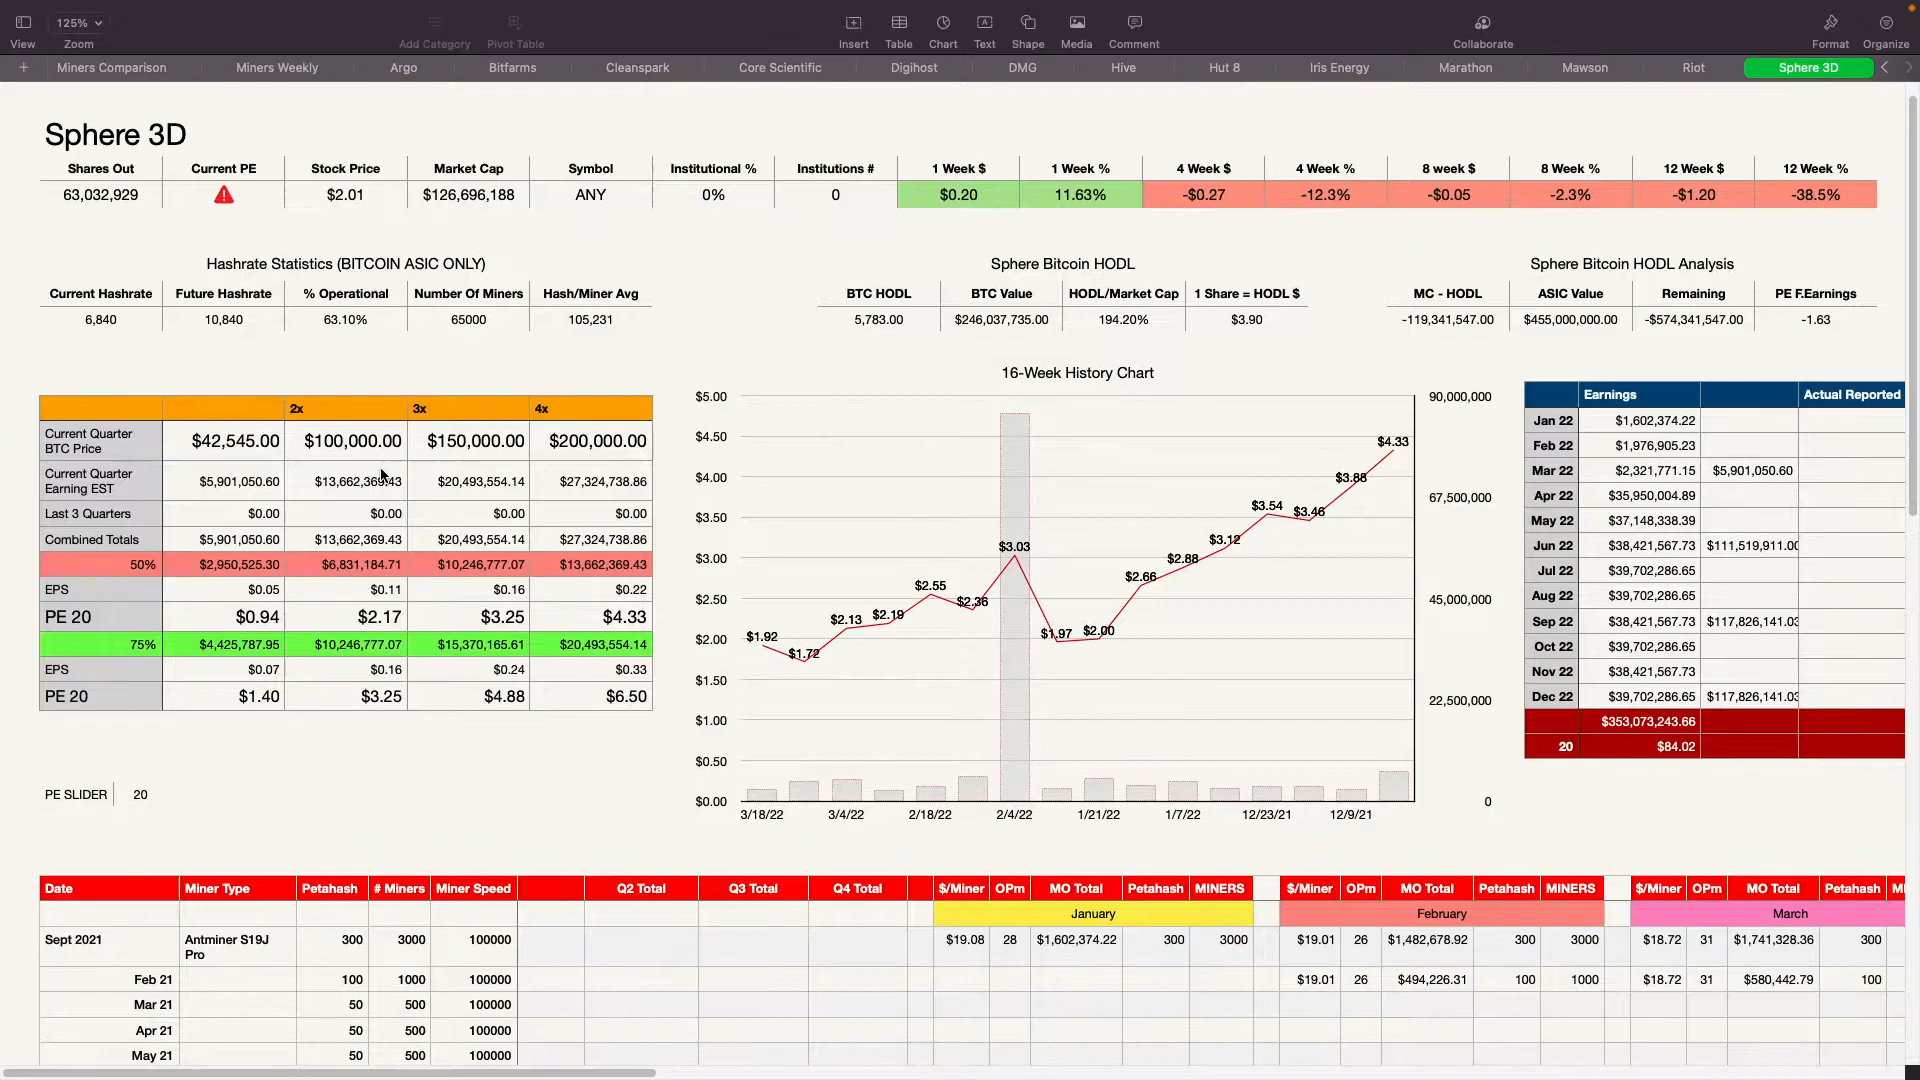 125%
View Zoom Add Category Pivot Table Insert Table Chart Text Shape Media Comment Collaborate Format Organize
+ Miners Comparison Miners Weekly Argo Bitfarms Cleanspark Core Scientific Digihost DMG Hive Hut 8 Iris Energy Marathon Mawson Riot Sphere 3D
Sphere 3D
Shares Out Current PE Stock Price Market Cap Symbol Institutional % Institutions # 1 Week $ 1 Week % 4 Week $ 4 Week % 8 week $ 8 Week % 12 Week $ 12 Week %
63,032,929 $2.01 $126,696,188 ANY 0% 0 $0.20 11.63% -$0.27 -12.3% -$0.05 -2.3% -$1.20 -38.5%
Hashrate Statistics (BITCOIN ASIC ONLY)
Current Hashrate Future Hashrate % Operational Number Of Miners Hash/Miner Avg
6,840 10,840 63.10% 65000 105,231
Sphere Bitcoin HODL
BTC HODL BTC Value HODL/Market Cap 1 Share = HODL $
5,783.00 $246,037,735.00 194.20% $3.90
Sphere Bitcoin HODL Analysis
MC - HODL ASIC Value Remaining PE F.Earnings
-119,341,547.00 $455,000,000.00 -$574,341,547.00 -1.63
2x 3x 4x
Current Quarter
BTC Price
$42,545.00 $100,000.00 $150,000.00 $200,000.00
Current Quarter
Earning EST
$5,901,050.60 $13,662,369.43 $20,493,554.14 $27,324,738.86
Last 3 Quarters $0.00 $0.00 $0.00 $0.00
Combined Totals $5,901,050.60 $13,662,369.43 $20,493,554.14 $27,324,738.86
50% $2,950,525.30 $6,831,184.71 $10,246,777.07 $13,662,369.43
EPS $0.05 $0.11 $0.16 $0.22
PE 20 $0.94 $2.17 $3.25 $4.33
75% $4,425,787.95 $10,246,777.07 $15,370,165.61 $20,493,554.14
EPS $0.07 $0.16 $0.24 $0.33
PE 20 $1.40 $3.25 $4.88 $6.50
PE SLIDER 20
16-Week History Chart
$5.00
$4.50
$4.00
$3.50
$3.00
$2.50
$2.00
$1.50
$1.00
$0.50
$0.00
$1.92 $1.72 $2.13 $2.19 $2.55 $2.36 $3.03 $1.97 $2.00 $2.66 $2.88 $3.12 $3.54 $3.46 $3.88 $4.33
90,000,000
67,500,000
45,000,000
22,500,000
0
3/18/22 3/4/22 2/18/22 2/4/22 1/21/22 1/7/22 12/23/21 12/9/21
Earnings Actual Reported
Jan 22 $1,602,374.22
Feb 22 $1,976,905.23
Mar 22 $2,321,771.15 $5,901,050.60
Apr 22 $35,950,004.89
May 22 $37,148,338.39
Jun 22 $38,421,567.73 $111,519,911.00
Jul 22 $39,702,286.65
Aug 22 $39,702,286.65
Sep 22 $38,421,567.73 $117,826,141.03
Oct 22 $39,702,286.65
Nov 22 $38,421,567.73
Dec 22 $39,702,286.65 $117,826,141.03
$353,073,243.66
20 $84.02
Date Miner Type Petahash # Miners Miner Speed Q2 Total Q3 Total Q4 Total $/Miner OPm MO Total Petahash MINERS $/Miner OPm MO Total Petahash MINERS $/Miner OPm MO Total Petahash M
January February March
Sept 2021 Antminer S19J
Pro
300 3000 100000 $19.08 28 $1,602,374.22 300 3000 $19.01 26 $1,482,678.92 300 3000 $18.72 31 $1,741,328.36 300
Feb 21 100 1000 100000 $19.01 26 $494,226.31 100 1000 $18.72 31 $580,442.79 100
Mar 21 50 500 100000
Apr 21 50 500 100000
May 21 50 500 100000